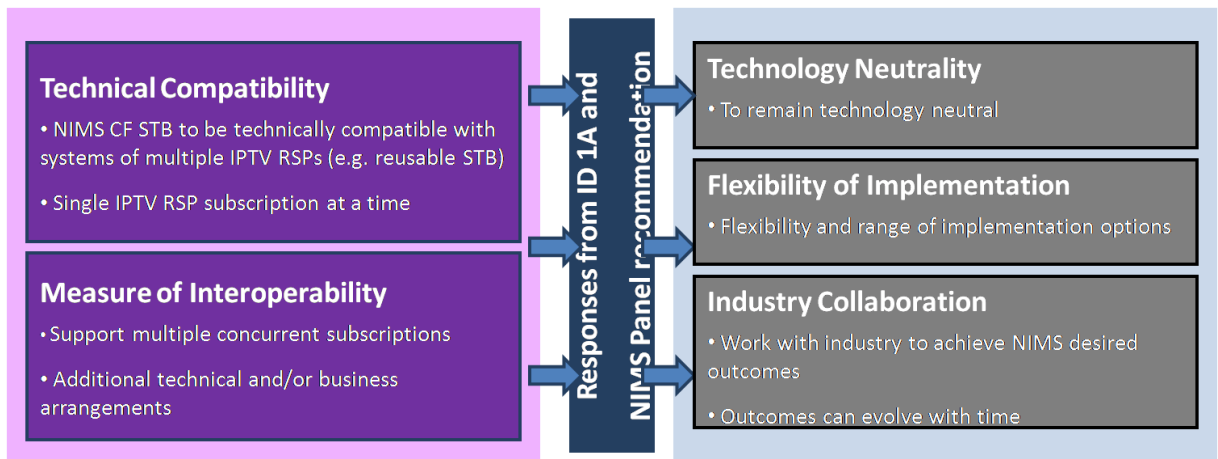 Technical Compatibility
• NIMS CF STB to be technically compatible with
systems of multiple IPTV RSPs (e.g. reusable STB)
• Single IPTV RSP subscription at a time
Measure of Interoperability
• Support multiple concurrent subscriptions
• Additional technical and/or business
arrangements
Responses from ID 1A and
NIMS Panel recommendation
Technology Neutrality
• To remain technology neutral
Flexibility of Implementation
• Flexibility and range of implementation options
Industry Collaboration
• Work with industry to achieve NIMS desired
outcomes
• Outcomes can evolve with time